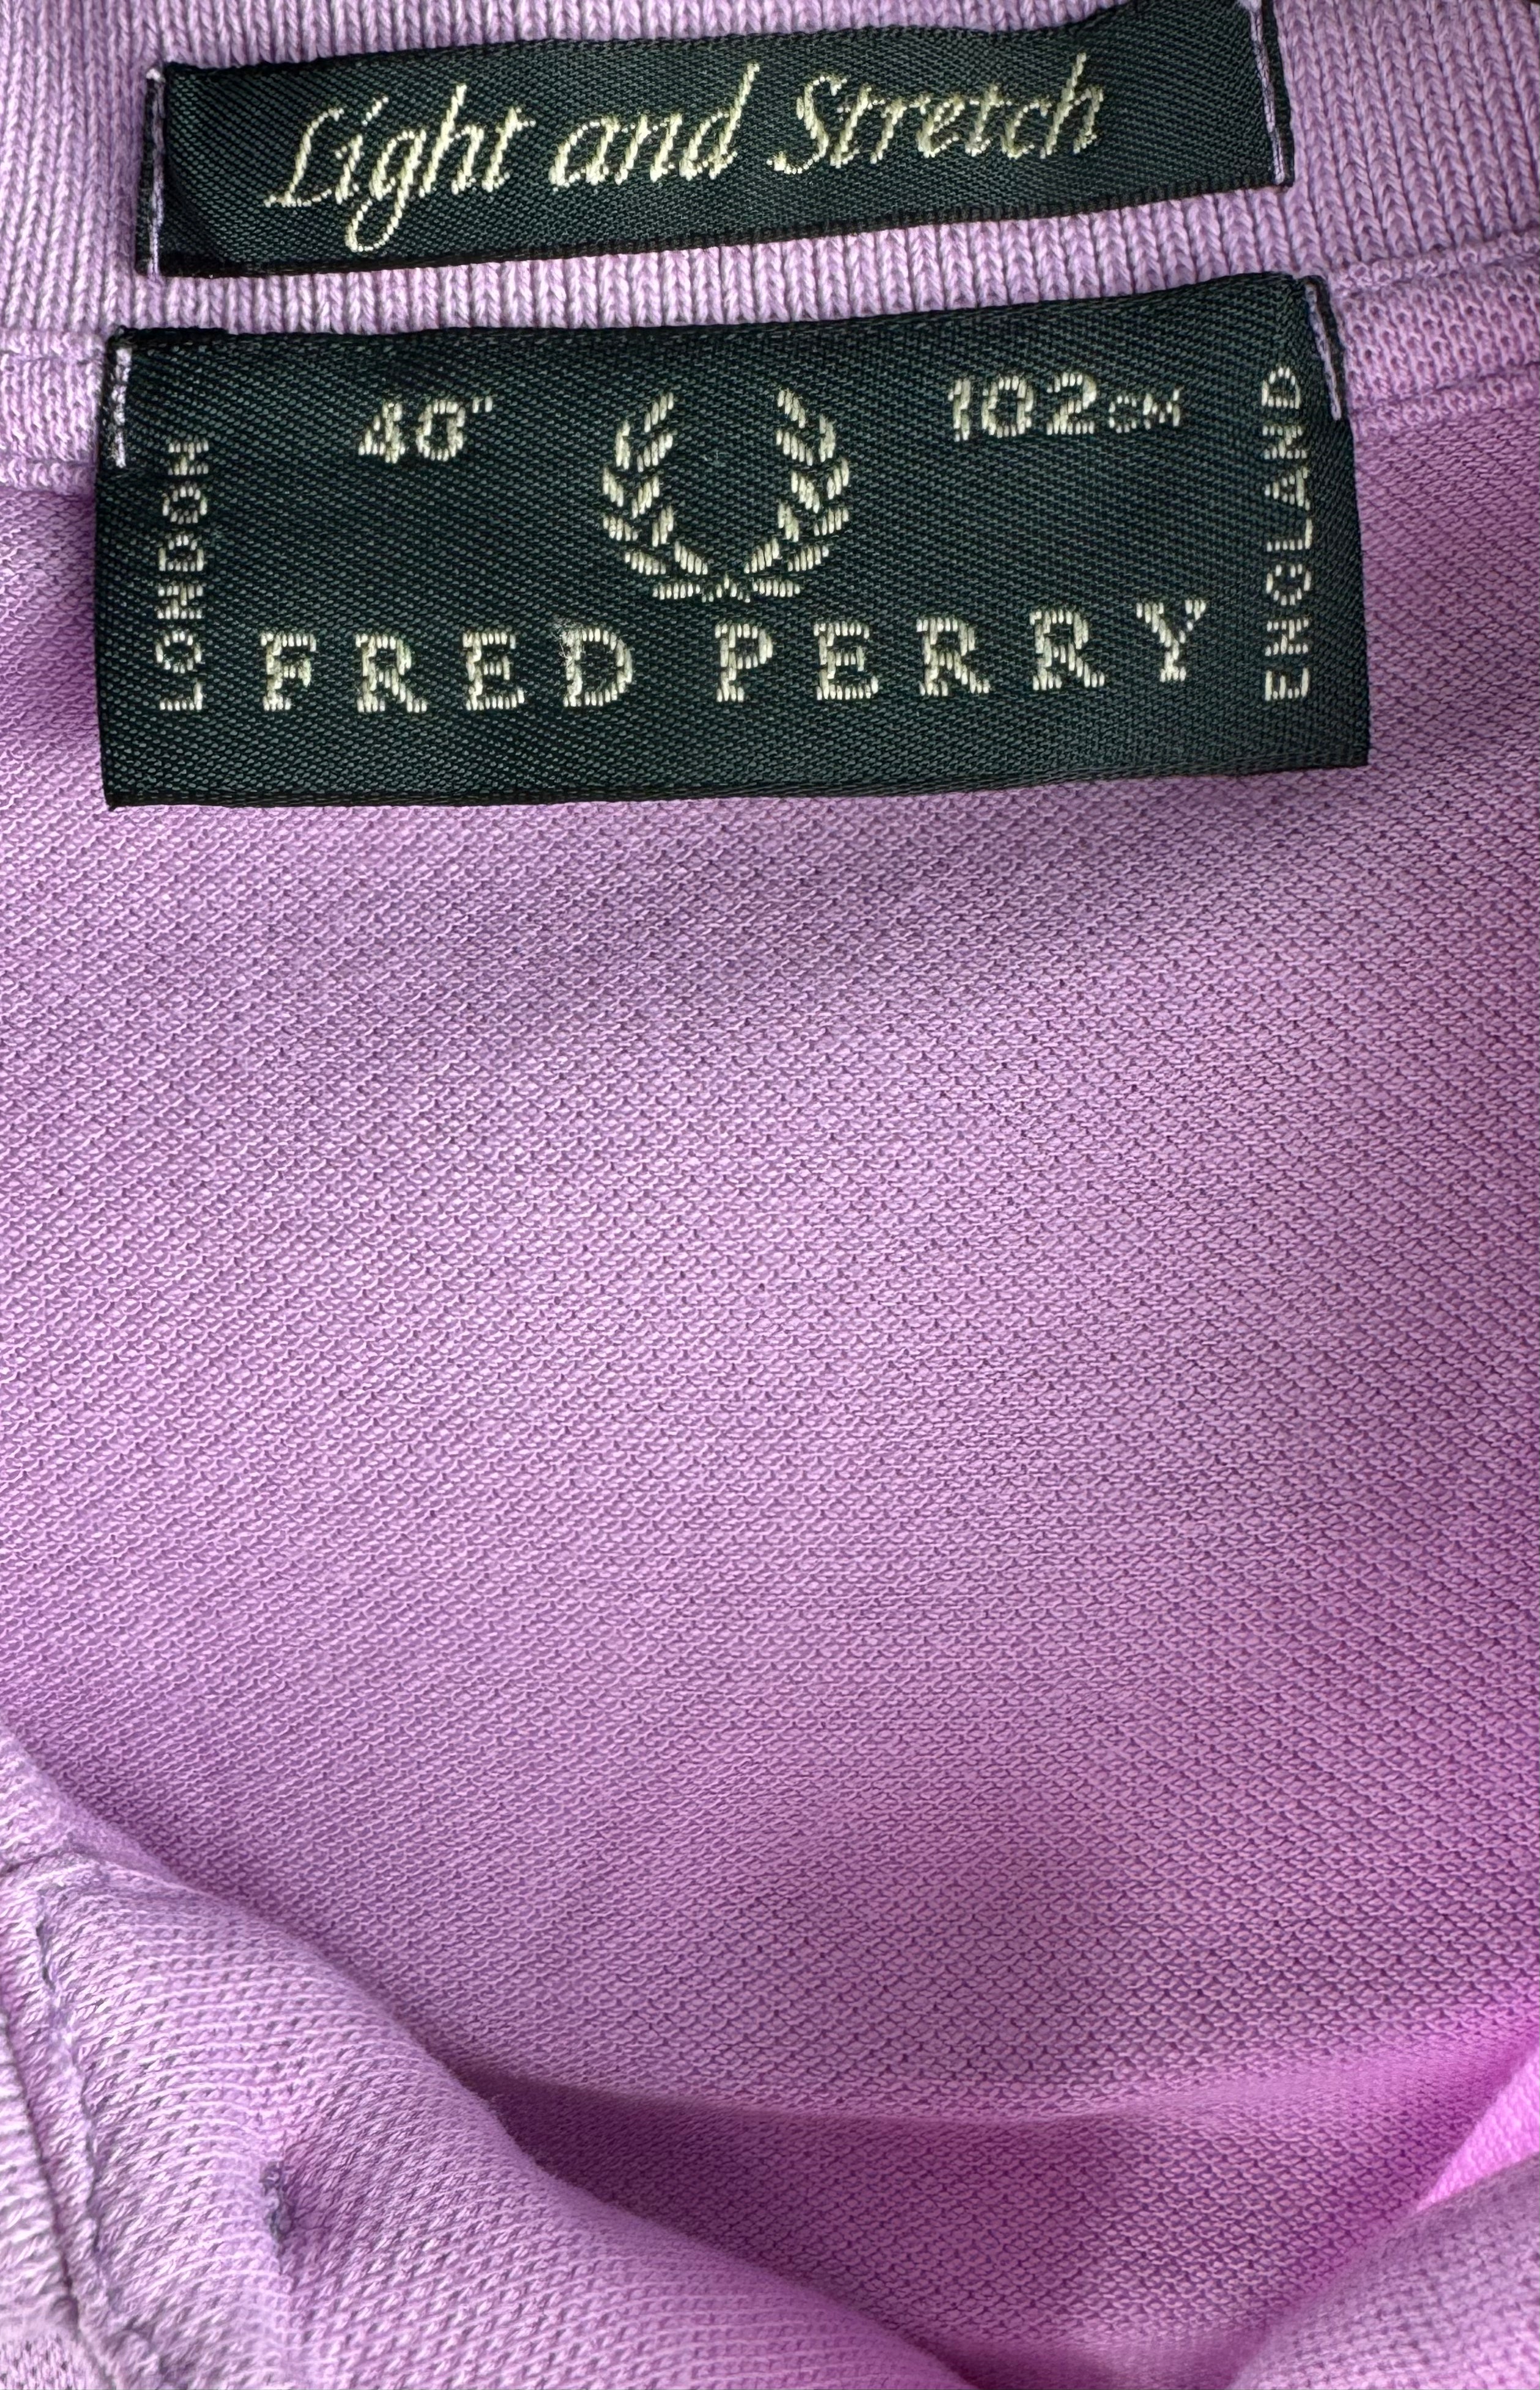 Light and Stretch
40" 102CM
LONDON
FRED PERRY
ENGLAND